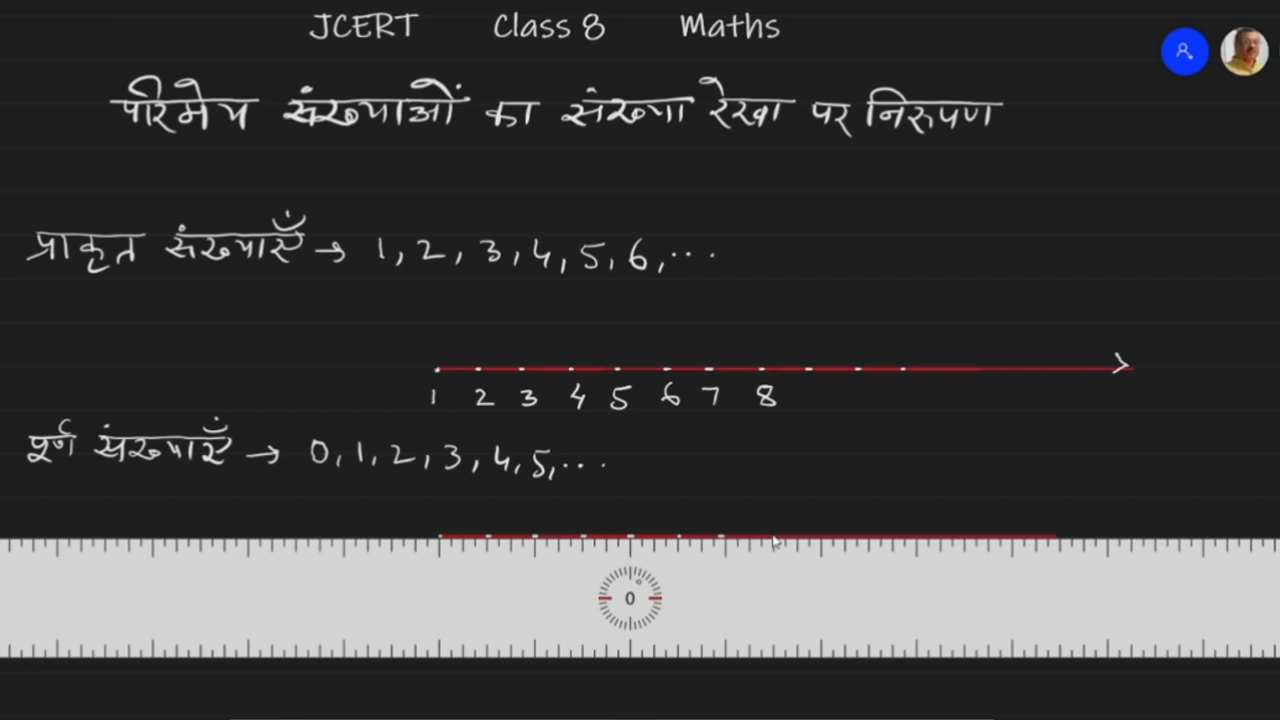 JCERT Class 8 Maths
परिमेय संख्याओं का संख्या रेखा पर निरुपण
प्राकृत संख्याएँ → 1, 2, 3, 4, 5, 6, ...
1 2 3 4 5 6 7 8
पूर्ण संख्याएँ → 0, 1, 2, 3, 4, 5, ...
0°